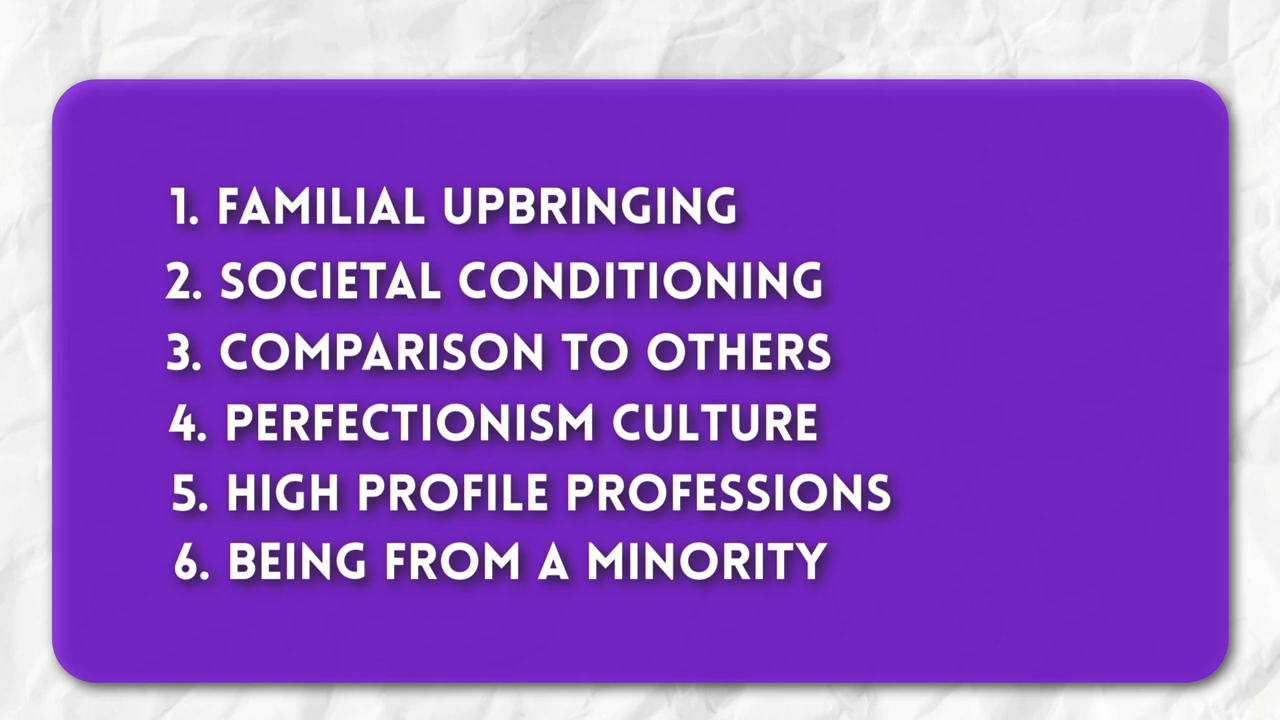 1. FAMILIAL UPBRINGING
2. SOCIETAL CONDITIONING
3. COMPARISON TO OTHERS
4. PERFECTIONISM CULTURE
5. HIGH PROFILE PROFESSIONS
6. BEING FROM A MINORITY